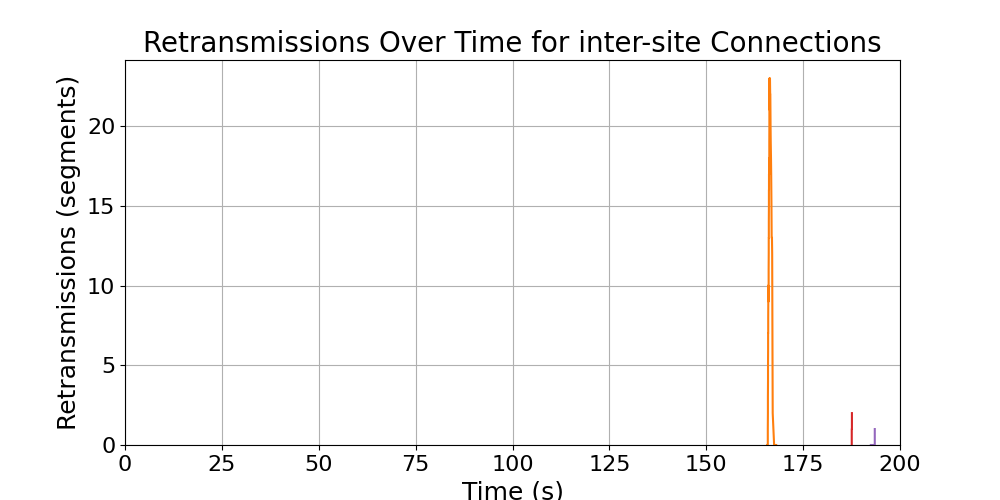 Retransmissions Over Time for inter-site Connections
Retransmissions (segments)
20
15
10
5
0
0 25 50 75 100 125 150 175 200
Time (s)